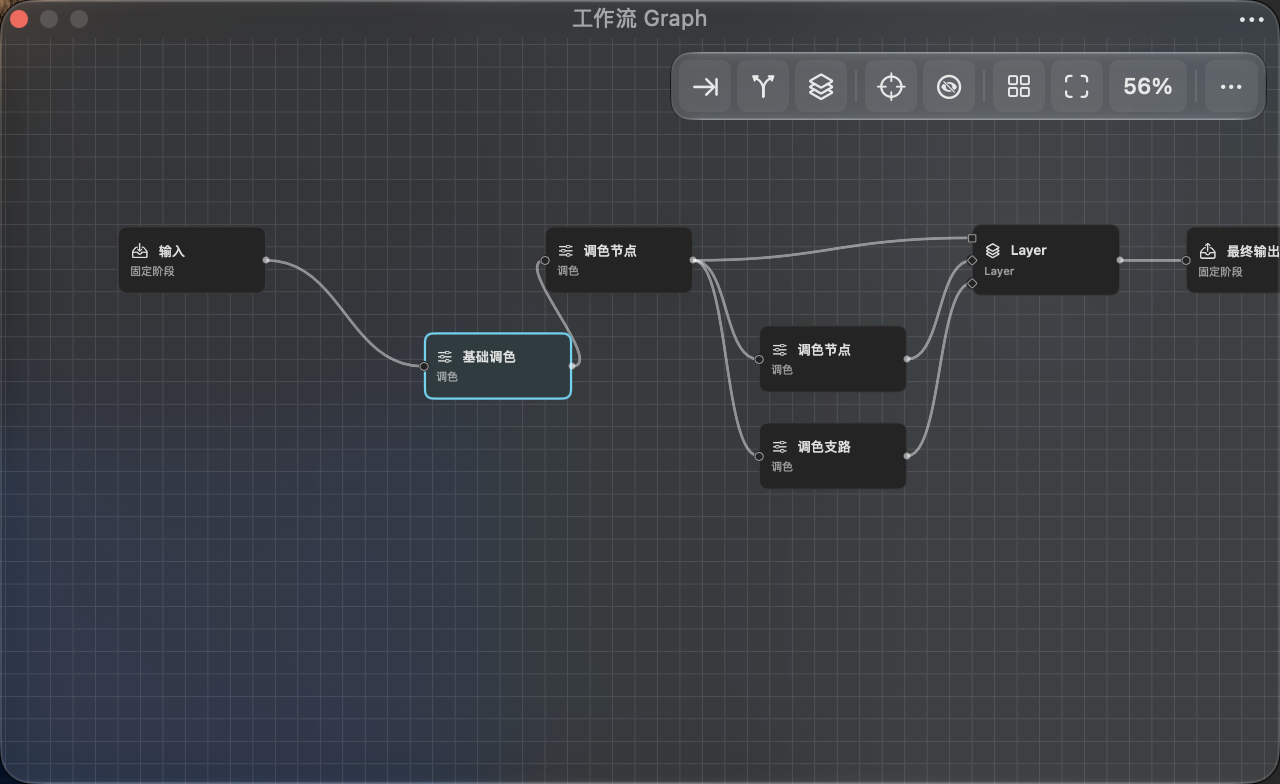 工作流 Graph
56%
输入
固定阶段
基础调色
调色
调色节点
调色
调色节点
调色
调色支路
调色
Layer
Layer
最终输出
固定阶段